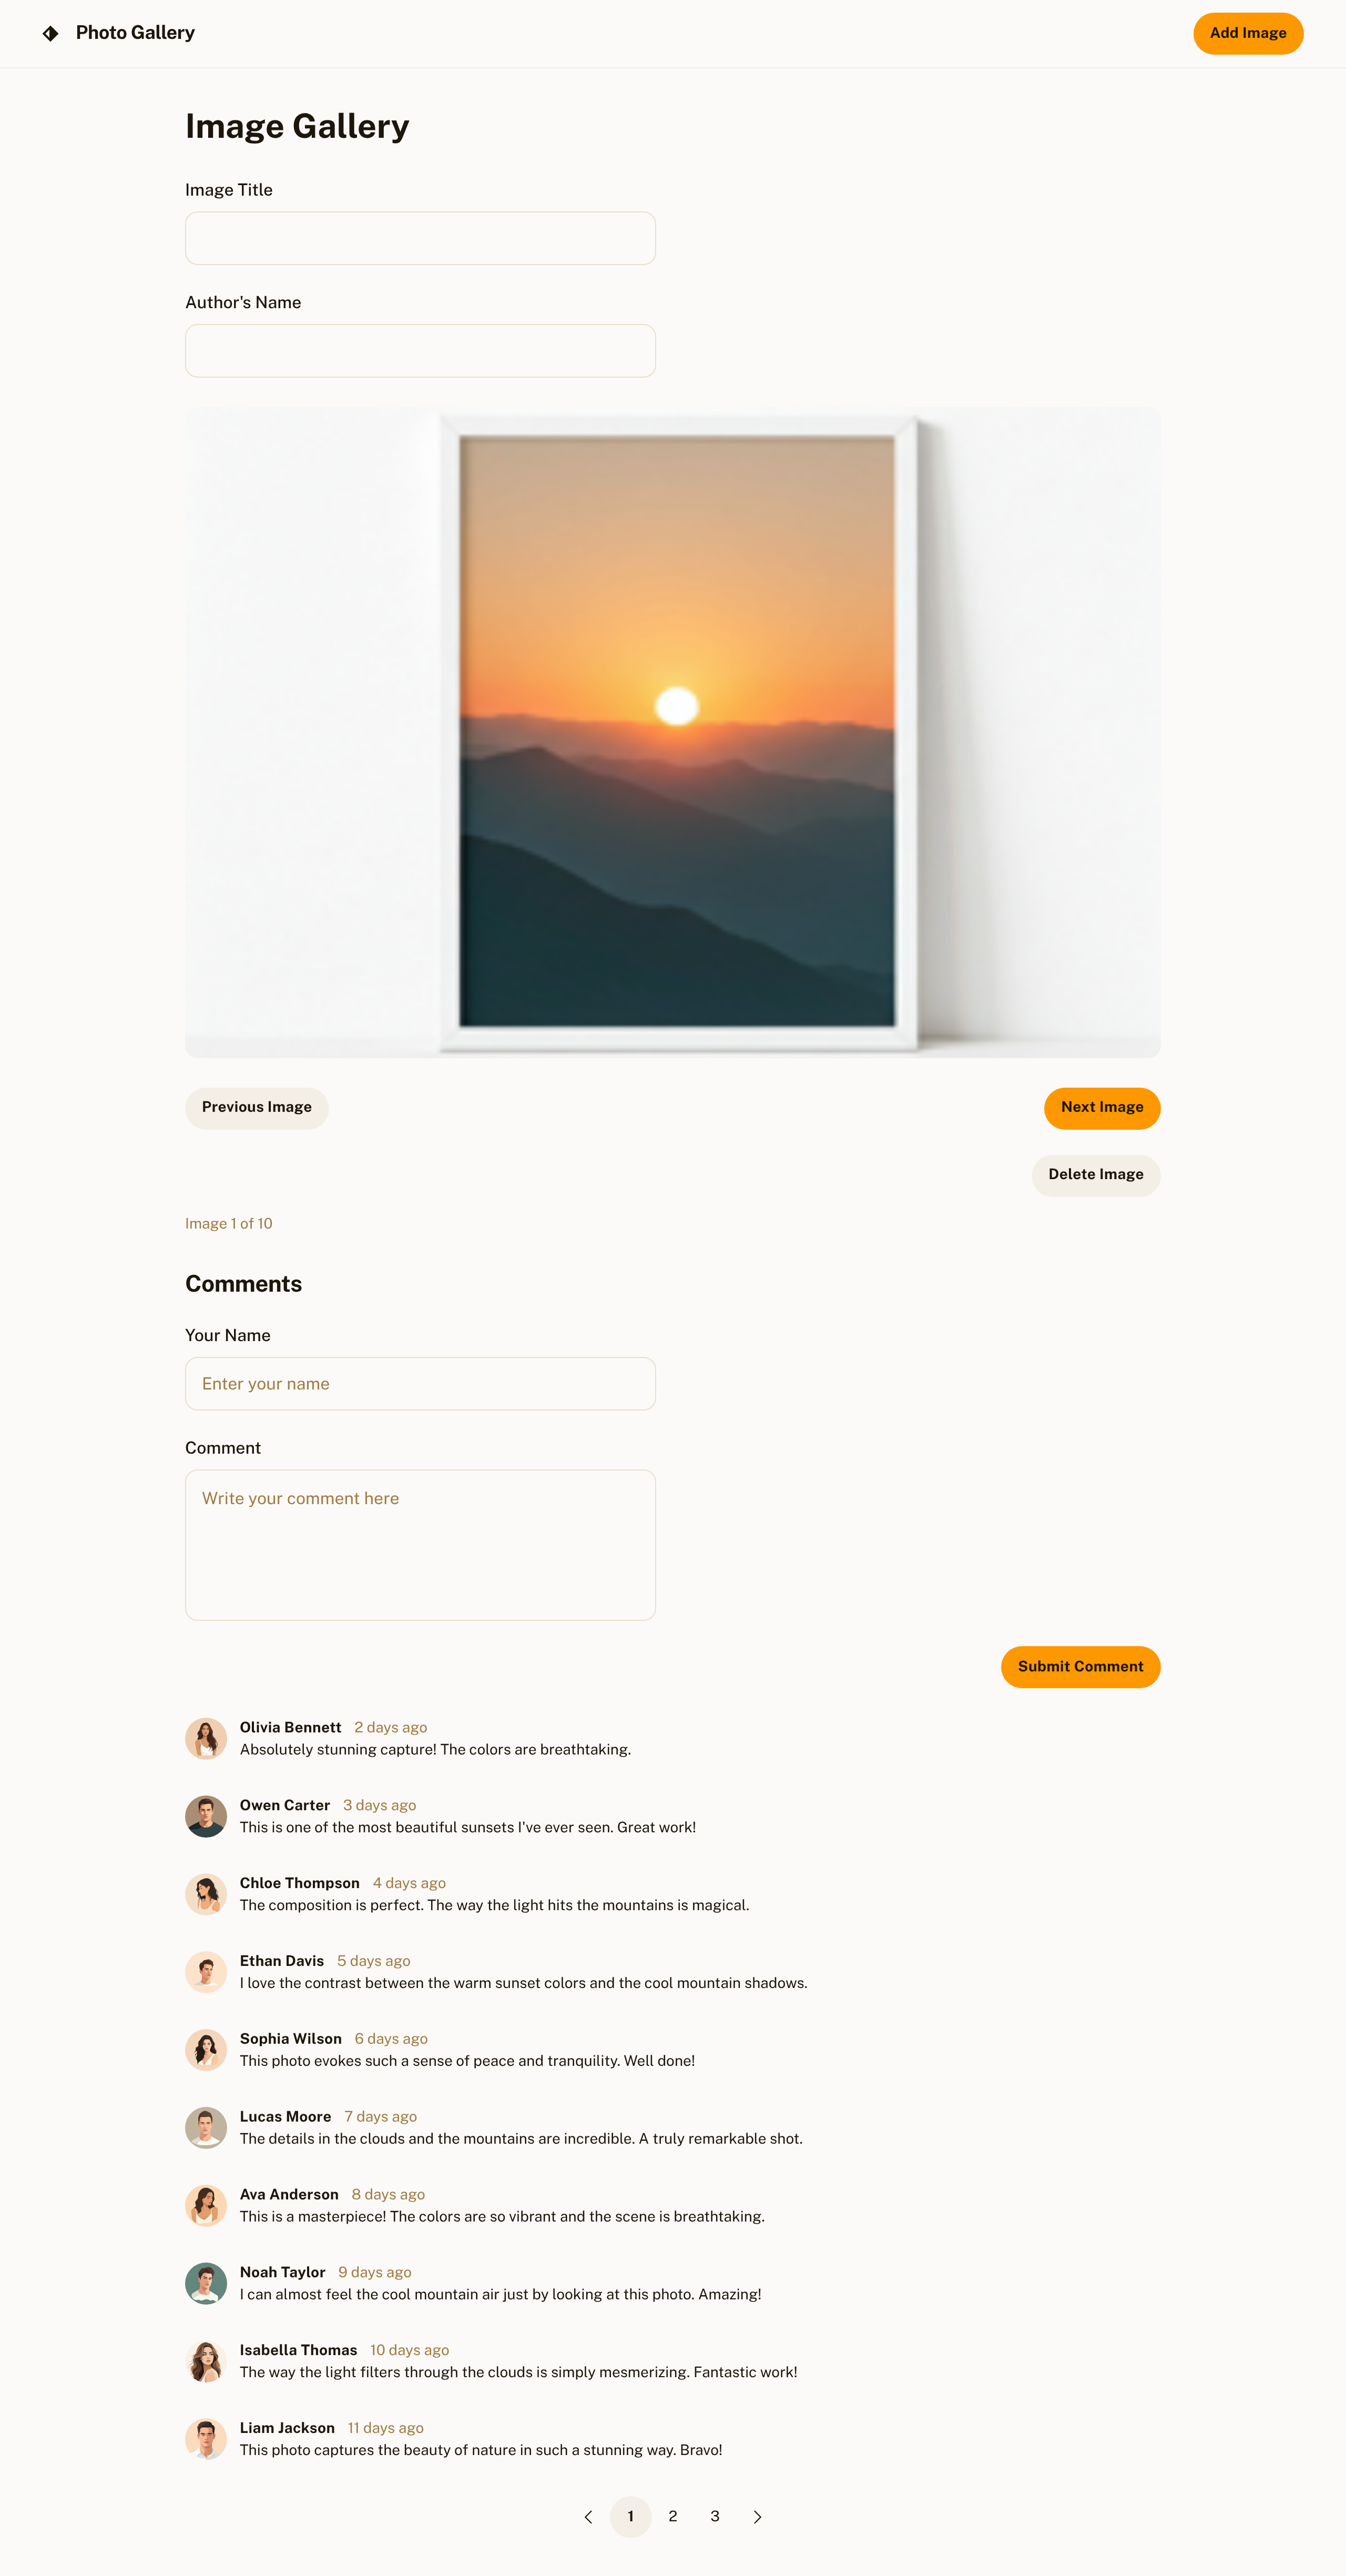 Photo Gallery
Add Image
Image Gallery
Image Title
Author's Name
Previous Image
Next Image
Delete Image
Image 1 of 10
Comments
Your Name
Enter your name
Comment
Write your comment here
Submit Comment
Olivia Bennett 2 days ago
Absolutely stunning capture! The colors are breathtaking.
Owen Carter 3 days ago
This is one of the most beautiful sunsets I've ever seen. Great work!
Chloe Thompson 4 days ago
The composition is perfect. The way the light hits the mountains is magical.
Ethan Davis 5 days ago
I love the contrast between the warm sunset colors and the cool mountain shadows.
Sophia Wilson 6 days ago
This photo evokes such a sense of peace and tranquility. Well done!
Lucas Moore 7 days ago
The details in the clouds and the mountains are incredible. A truly remarkable shot.
Ava Anderson 8 days ago
This is a masterpiece! The colors are so vibrant and the scene is breathtaking.
Noah Taylor 9 days ago
I can almost feel the cool mountain air just by looking at this photo. Amazing!
Isabella Thomas 10 days ago
The way the light filters through the clouds is simply mesmerizing. Fantastic work!
Liam Jackson 11 days ago
This photo captures the beauty of nature in such a stunning way. Bravo!
1 2 3